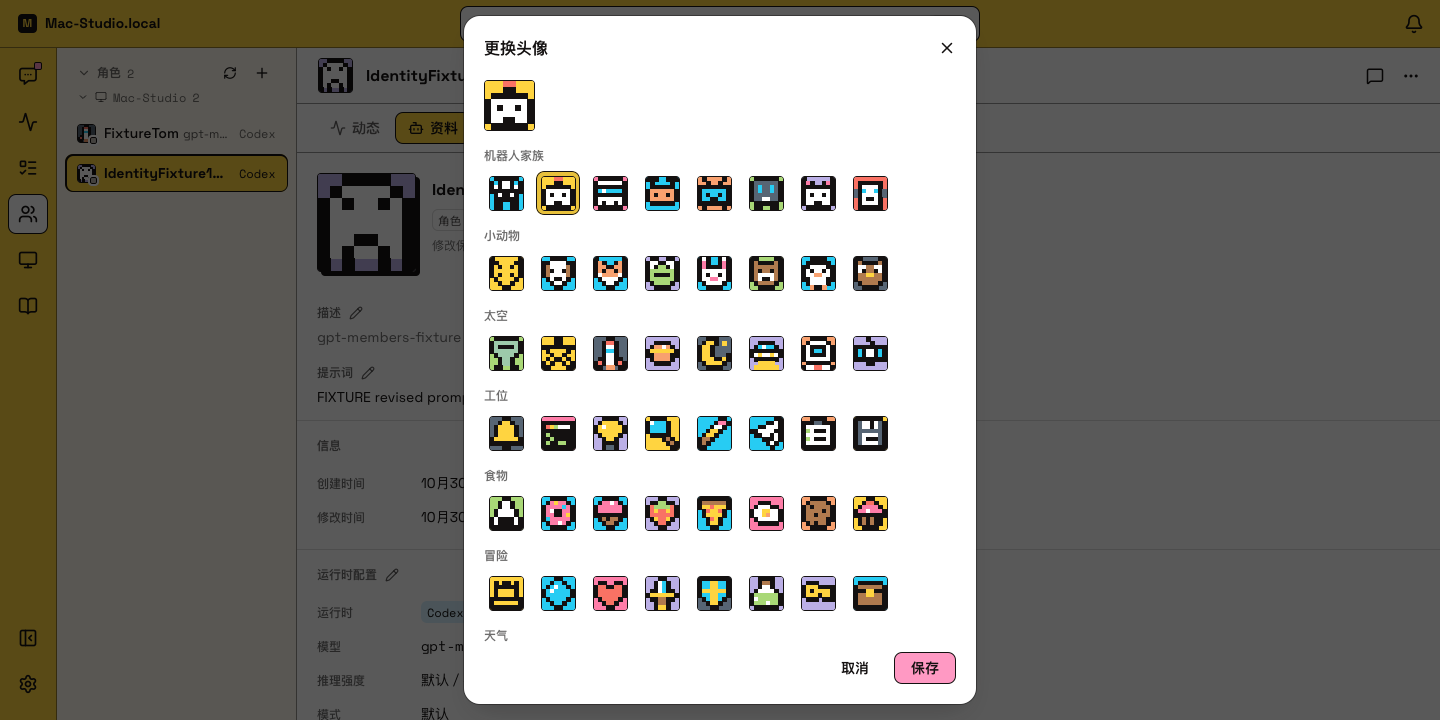 M Mac-Studio.local
角色 2
Mac-Studio 2
FixtureTom gpt-m... Codex
IdentityFixture1... Codex
IdentityFixtu
动态
资料
Iden
角色
修改保
描述
gpt-members-fixture
提示词
FIXTURE revised promp
信息
创建时间 10月30
修改时间 10月30
运行时配置
运行时 Codex
模型 gpt-m
推理强度 默认 /
模式 默认
更换头像
机器人家族
小动物
太空
工位
食物
冒险
天气
取消
保存